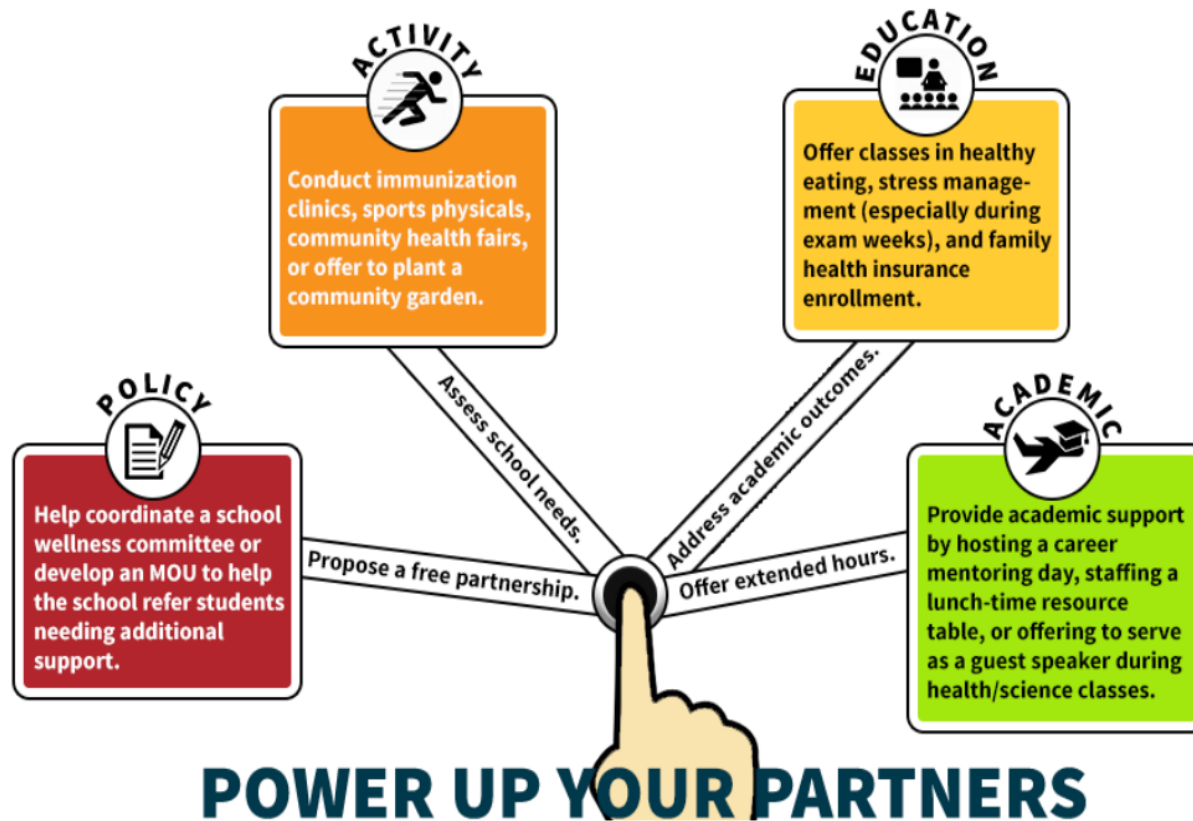 ACTIVITY
Conduct immunization
clinics, sports physicals,
community health fairs,
or offer to plant a
community garden.
EDUCATION
Offer classes in healthy
eating, stress manage-
ment (especially during
exam weeks), and family
health insurance
enrollment.
POLICY
Help coordinate a school
wellness committee or
develop an MOU to help
the school refer students
needing additional
support.
ACADEMIC
Provide academic support
by hosting a career
mentoring day, staffing a
lunch-time resource
table, or offering to serve
as a guest speaker during
health/science classes.
Propose a free partnership.
Assess school needs.
Address academic outcomes.
Offer extended hours.
POWER UP YOUR PARTNERS